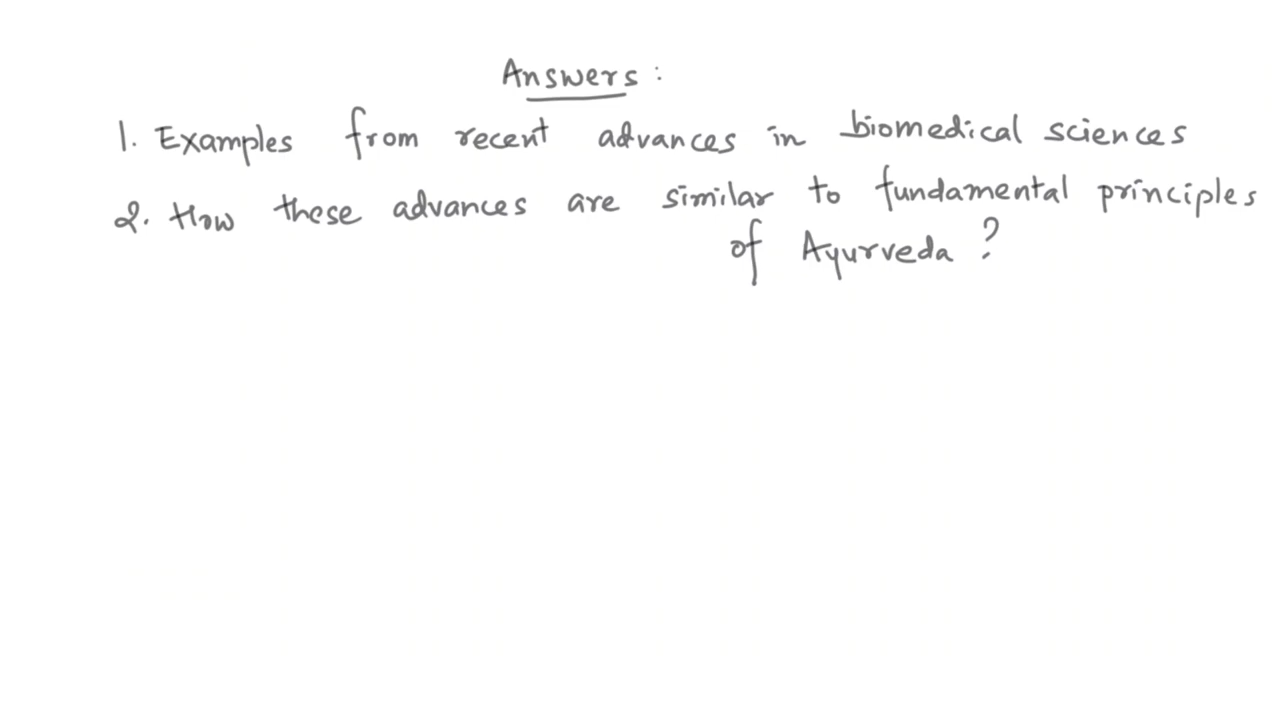 Answers :
1. Examples from recent advances in biomedical sciences
2. How these advances are similar to fundamental principles
of Ayurveda ?